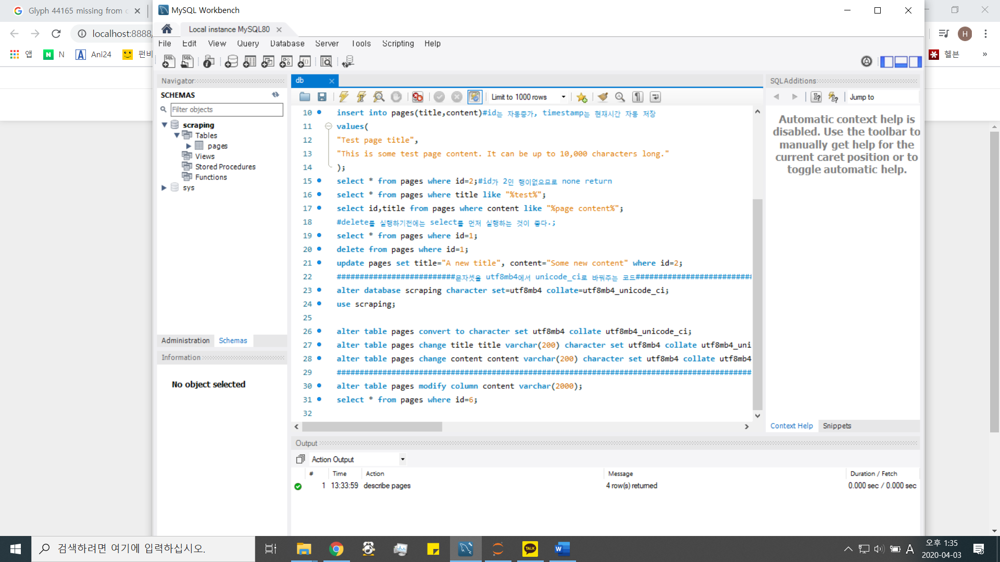 Glyph 44165 missing from c
localhost:8888/
앱
N
N
Ani24
펀비
H
헬븐
»
MySQL Workbench
Local instance MySQL80
File Edit View Query Database Server Tools Scripting Help
Navigator
SCHEMAS
Filter objects
scraping
Tables
pages
Views
Stored Procedures
Functions
sys
Administration Schemas
Information
No object selected
db
Limit to 1000 rows
10 insert into pages(title,content)#id는 자동증가, timestamp는 현재시간 자동 저장
11 values(
12 "Test page title",
13 "This is some test page content. It can be up to 10,000 characters long."
14 );
15 select * from pages where id=2;#id가 2인 행이없으므로 none return
16 select * from pages where title like "%test%";
17 select id,title from pages where content like "%page content%";
18 #delete를 실행하기전에는 select를 먼저 실행하는 것이 좋다.;
19 select * from pages where id=1;
20 delete from pages where id=1;
21 update pages set title="A new title", content="Some new content" where id=2;
22 ##########################문자셋을 utf8mb4에서 unicode_ci로 바꿔주는 코드##########################
23 alter database scraping character set=utf8mb4 collate=utf8mb4_unicode_ci;
24 use scraping;
25
26 alter table pages convert to character set utf8mb4 collate utf8mb4_unicode_ci;
27 alter table pages change title title varchar(200) character set utf8mb4 collate utf8mb4_uni
28 alter table pages change content content varchar(200) character set utf8mb4 collate utf8mb4
29 ###########################################################################################
30 alter table pages modify column content varchar(2000);
31 select * from pages where id=6;
32
SQLAdditions
Jump to
Automatic context help is
disabled. Use the toolbar to
manually get help for the
current caret position or to
toggle automatic help.
Context Help Snippets
Output
Action Output
# Time Action Message Duration / Fetch
1 13:33:59 describe pages 4 row(s) returned 0.000 sec / 0.000 sec
검색하려면 여기에 입력하십시오.
TALK
W
A
오후 1:35
2020-04-03